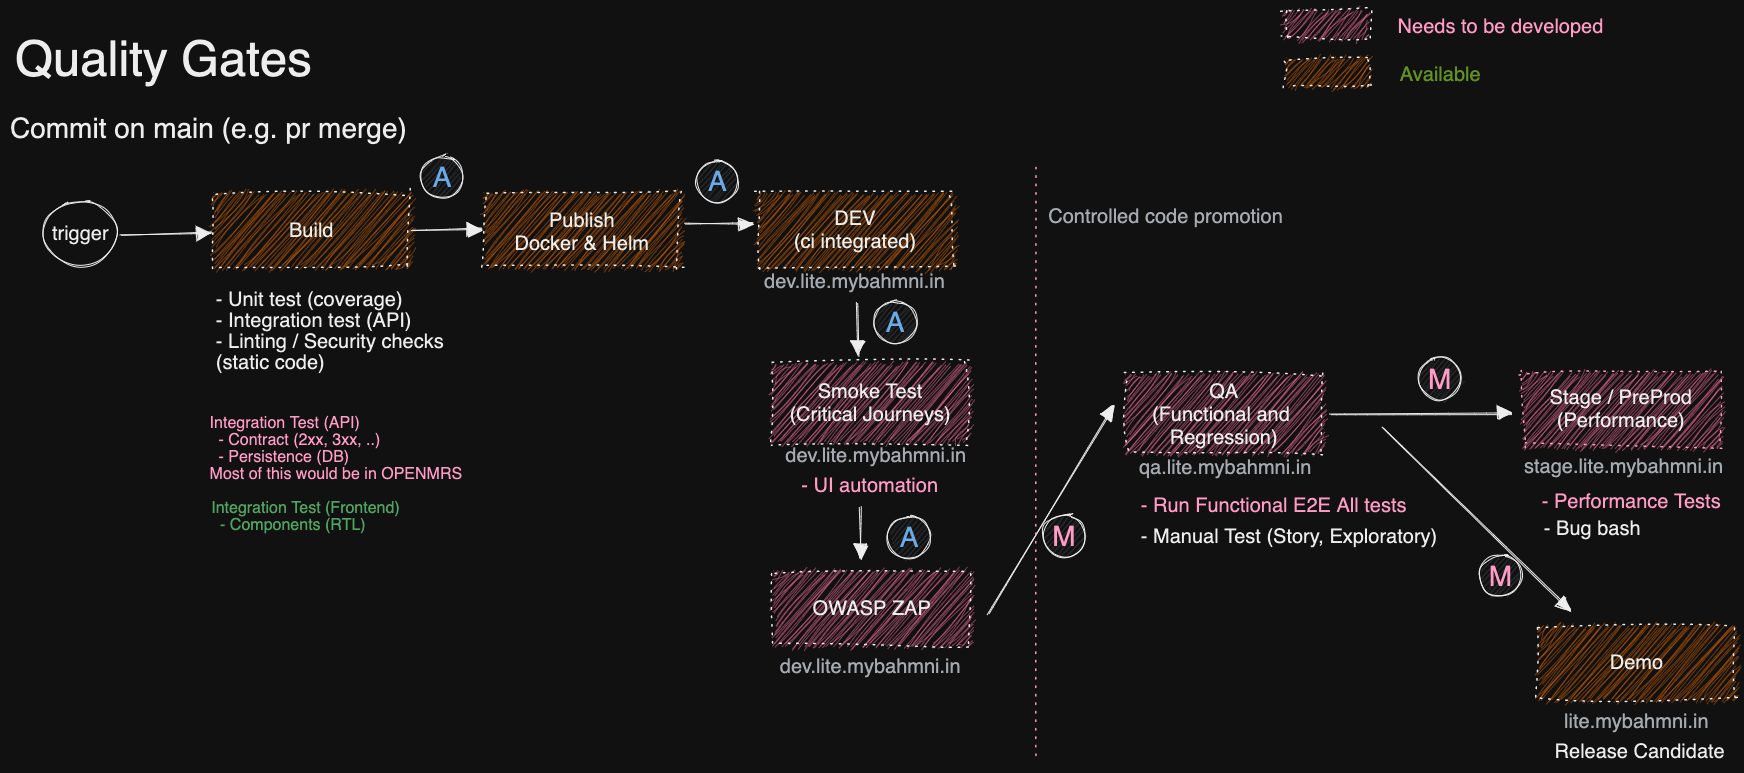 Needs to be developed
Available
Quality Gates
Commit on main (e.g. pr merge)
trigger
Build
A
Publish
Docker & Helm
A
DEV
(ci integrated)
dev.lite.mybahmni.in
- Unit test (coverage)
- Integration test (API)
- Linting / Security checks
(static code)
Integration Test (API)
- Contract (2xx, 3xx, ..)
- Persistence (DB)
Most of this would be in OPENMRS
Integration Test (Frontend)
- Components (RTL)
A
Smoke Test
(Critical Journeys)
dev.lite.mybahmni.in
- UI automation
A
OWASP ZAP
dev.lite.mybahmni.in
Controlled code promotion
M
QA
(Functional and
Regression)
qa.lite.mybahmni.in
- Run Functional E2E All tests
- Manual Test (Story, Exploratory)
M
Stage / PreProd
(Performance)
stage.lite.mybahmni.in
- Performance Tests
- Bug bash
M
Demo
lite.mybahmni.in
Release Candidate